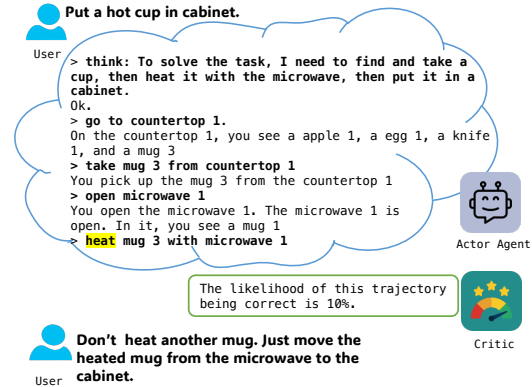 Put a hot cup in cabinet.
User
> think: To solve the task, I need to find and take a
cup, then heat it with the microwave, then put it in a
cabinet.
Ok.
> go to countertop 1.
On the countertop 1, you see a apple 1, a egg 1, a knife
1, and a mug 3
> take mug 3 from countertop 1
You pick up the mug 3 from the countertop 1
> open microwave 1
You open the microwave 1. The microwave 1 is
open. In it, you see a mug 1
> heat mug 3 with microwave 1
Actor Agent
The likelihood of this trajectory
being correct is 10%.
Critic
Don't heat another mug. Just move the
heated mug from the microwave to the
cabinet.
User